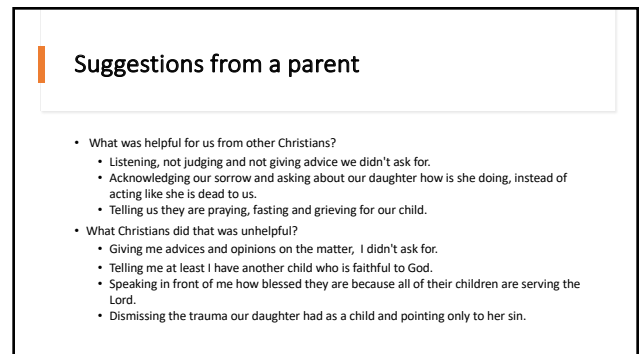 Suggestions from a parent
• What was helpful for us from other Christians?
• Listening, not judging and not giving advice we didn't ask for.
• Acknowledging our sorrow and asking about our daughter how is she doing, instead of
acting like she is dead to us.
• Telling us they are praying, fasting and grieving for our child.
• What Christians did that was unhelpful?
• Giving me advices and opinions on the matter, I didn't ask for.
• Telling me at least I have another child who is faithful to God.
• Speaking in front of me how blessed they are because all of their children are serving the
Lord.
• Dismissing the trauma our daughter had as a child and pointing only to her sin.